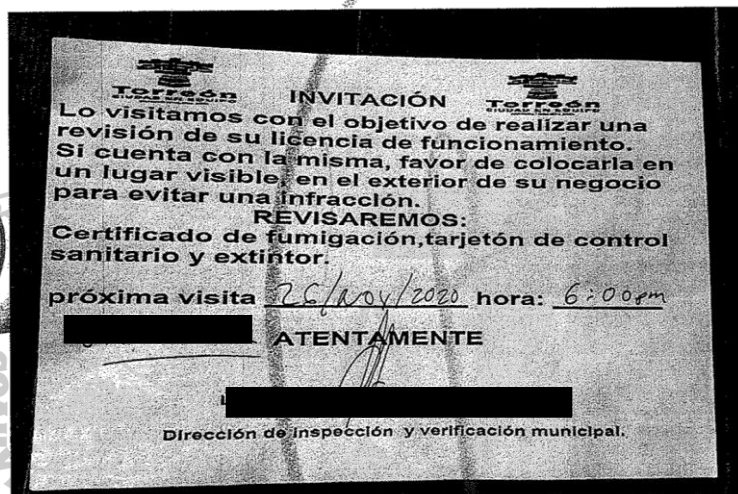 Torreón
INVITACIÓN
Torreón
Lo visitamos con el objetivo de realizar una
revisión de su licencia de funcionamiento.
Si cuenta con la misma, favor de colocarla en
un lugar visible, en el exterior de su negocio
para evitar una infracción.
REVISAREMOS:
Certificado de fumigación,tarjetón de control
sanitario y extintor.
próxima visita 26/nov/2020 hora: 6:00pm
ATENTAMENTE
Dirección de inspección y verificación municipal.